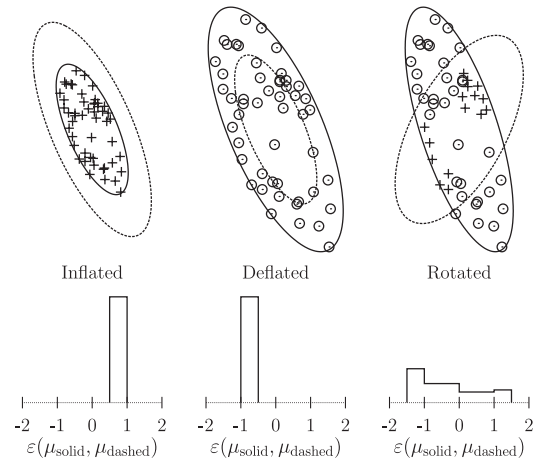 Inflated Deflated Rotated
-2 -1 0 1 2 -2 -1 0 1 2 -2 -1 0 1 2
ε(μsolid, μdashed) ε(μsolid, μdashed) ε(μsolid, μdashed)